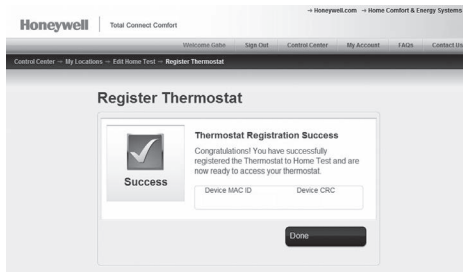 → Honeywell.com → Home Comfort & Energy Systems
Honeywell Total Connect Comfort
Welcome Gabe Sign Out Control Center My Account FAQs Contact Us
Control Center → My Locations → Edit Home Test → Register Thermostat
Register Thermostat
Thermostat Registration Success
Congratulations! You have successfully
registered the Thermostat to Home Test and are
now ready to access your thermostat.
Success
Device MAC ID Device CRC
Done